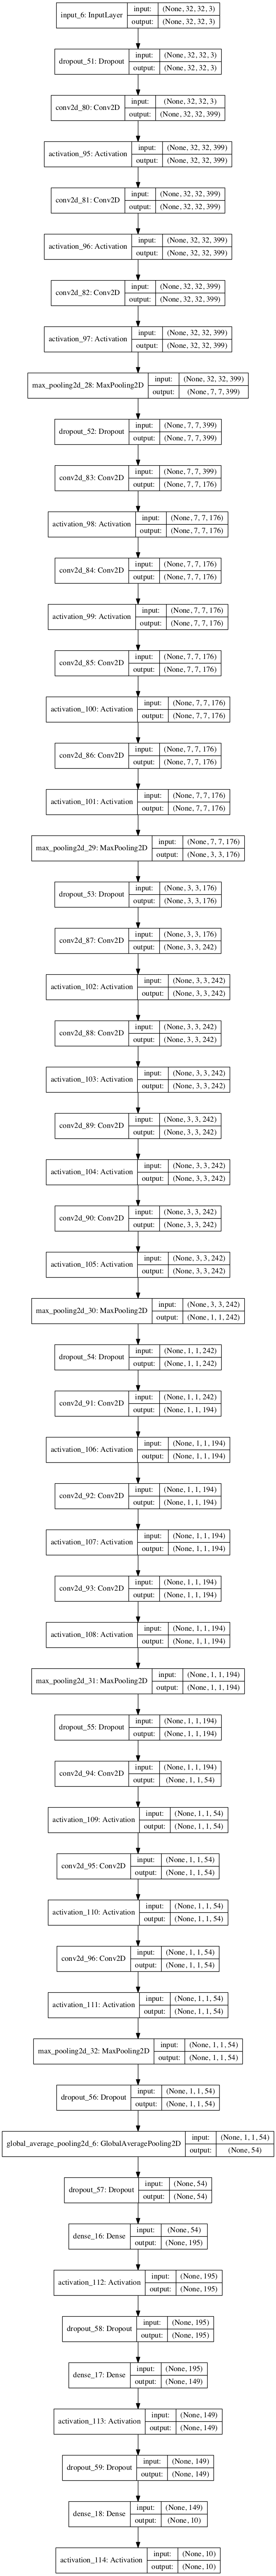 input_6: InputLayer input: (None, 32, 32, 3)
output: (None, 32, 32, 3)
dropout_51: Dropout input: (None, 32, 32, 3)
output: (None, 32, 32, 3)
conv2d_80: Conv2D input: (None, 32, 32, 3)
output: (None, 32, 32, 399)
activation_95: Activation input: (None, 32, 32, 399)
output: (None, 32, 32, 399)
conv2d_81: Conv2D input: (None, 32, 32, 399)
output: (None, 32, 32, 399)
activation_96: Activation input: (None, 32, 32, 399)
output: (None, 32, 32, 399)
conv2d_82: Conv2D input: (None, 32, 32, 399)
output: (None, 32, 32, 399)
activation_97: Activation input: (None, 32, 32, 399)
output: (None, 32, 32, 399)
max_pooling2d_28: MaxPooling2D input: (None, 32, 32, 399)
output: (None, 7, 7, 399)
dropout_52: Dropout input: (None, 7, 7, 399)
output: (None, 7, 7, 399)
conv2d_83: Conv2D input: (None, 7, 7, 399)
output: (None, 7, 7, 176)
activation_98: Activation input: (None, 7, 7, 176)
output: (None, 7, 7, 176)
conv2d_84: Conv2D input: (None, 7, 7, 176)
output: (None, 7, 7, 176)
activation_99: Activation input: (None, 7, 7, 176)
output: (None, 7, 7, 176)
conv2d_85: Conv2D input: (None, 7, 7, 176)
output: (None, 7, 7, 176)
activation_100: Activation input: (None, 7, 7, 176)
output: (None, 7, 7, 176)
conv2d_86: Conv2D input: (None, 7, 7, 176)
output: (None, 7, 7, 176)
activation_101: Activation input: (None, 7, 7, 176)
output: (None, 7, 7, 176)
max_pooling2d_29: MaxPooling2D input: (None, 7, 7, 176)
output: (None, 3, 3, 176)
dropout_53: Dropout input: (None, 3, 3, 176)
output: (None, 3, 3, 176)
conv2d_87: Conv2D input: (None, 3, 3, 176)
output: (None, 3, 3, 242)
activation_102: Activation input: (None, 3, 3, 242)
output: (None, 3, 3, 242)
conv2d_88: Conv2D input: (None, 3, 3, 242)
output: (None, 3, 3, 242)
activation_103: Activation input: (None, 3, 3, 242)
output: (None, 3, 3, 242)
conv2d_89: Conv2D input: (None, 3, 3, 242)
output: (None, 3, 3, 242)
activation_104: Activation input: (None, 3, 3, 242)
output: (None, 3, 3, 242)
conv2d_90: Conv2D input: (None, 3, 3, 242)
output: (None, 3, 3, 242)
activation_105: Activation input: (None, 3, 3, 242)
output: (None, 3, 3, 242)
max_pooling2d_30: MaxPooling2D input: (None, 3, 3, 242)
output: (None, 1, 1, 242)
dropout_54: Dropout input: (None, 1, 1, 242)
output: (None, 1, 1, 242)
conv2d_91: Conv2D input: (None, 1, 1, 242)
output: (None, 1, 1, 194)
activation_106: Activation input: (None, 1, 1, 194)
output: (None, 1, 1, 194)
conv2d_92: Conv2D input: (None, 1, 1, 194)
output: (None, 1, 1, 194)
activation_107: Activation input: (None, 1, 1, 194)
output: (None, 1, 1, 194)
conv2d_93: Conv2D input: (None, 1, 1, 194)
output: (None, 1, 1, 194)
activation_108: Activation input: (None, 1, 1, 194)
output: (None, 1, 1, 194)
max_pooling2d_31: MaxPooling2D input: (None, 1, 1, 194)
output: (None, 1, 1, 194)
dropout_55: Dropout input: (None, 1, 1, 194)
output: (None, 1, 1, 194)
conv2d_94: Conv2D input: (None, 1, 1, 194)
output: (None, 1, 1, 54)
activation_109: Activation input: (None, 1, 1, 54)
output: (None, 1, 1, 54)
conv2d_95: Conv2D input: (None, 1, 1, 54)
output: (None, 1, 1, 54)
activation_110: Activation input: (None, 1, 1, 54)
output: (None, 1, 1, 54)
conv2d_96: Conv2D input: (None, 1, 1, 54)
output: (None, 1, 1, 54)
activation_111: Activation input: (None, 1, 1, 54)
output: (None, 1, 1, 54)
max_pooling2d_32: MaxPooling2D input: (None, 1, 1, 54)
output: (None, 1, 1, 54)
dropout_56: Dropout input: (None, 1, 1, 54)
output: (None, 1, 1, 54)
global_average_pooling2d_6: GlobalAveragePooling2D input: (None, 1, 1, 54)
output: (None, 54)
dropout_57: Dropout input: (None, 54)
output: (None, 54)
dense_16: Dense input: (None, 54)
output: (None, 195)
activation_112: Activation input: (None, 195)
output: (None, 195)
dropout_58: Dropout input: (None, 195)
output: (None, 195)
dense_17: Dense input: (None, 195)
output: (None, 149)
activation_113: Activation input: (None, 149)
output: (None, 149)
dropout_59: Dropout input: (None, 149)
output: (None, 149)
dense_18: Dense input: (None, 149)
output: (None, 10)
activation_114: Activation input: (None, 10)
output: (None, 10)